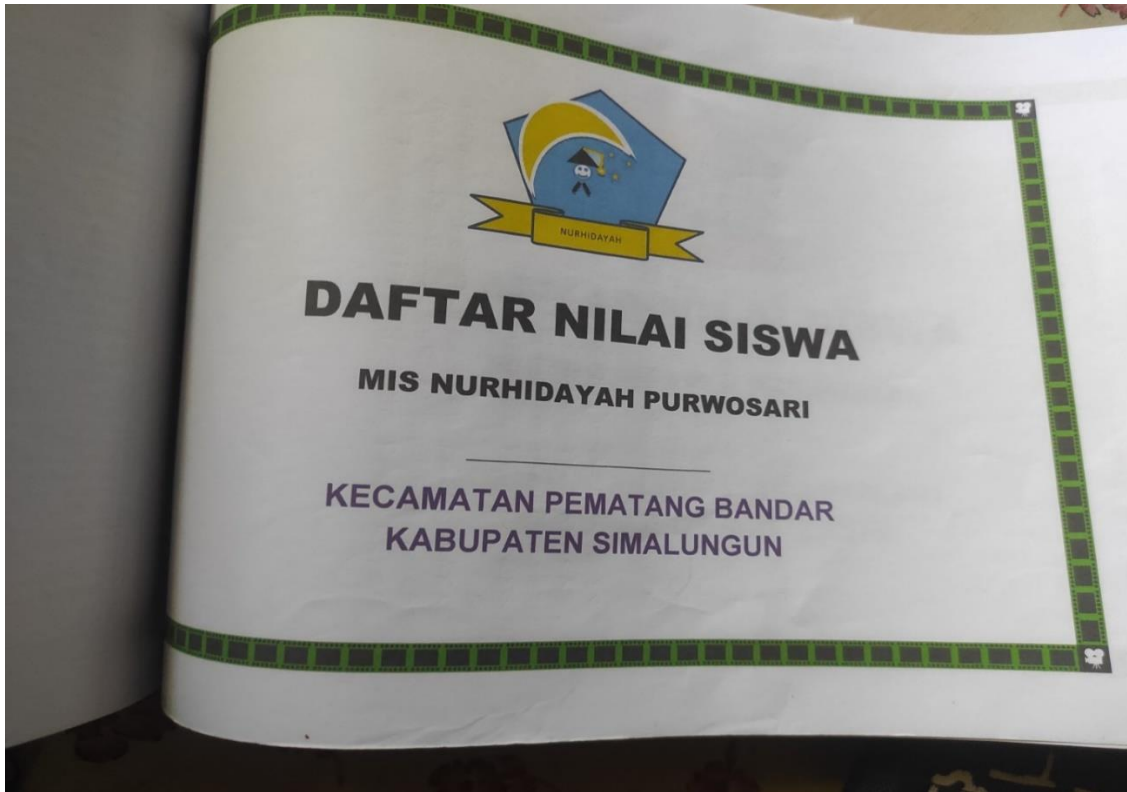 NURHIDAYAH
DAFTAR NILAI SISWA
MIS NURHIDAYAH PURWOSARI
KECAMATAN PEMATANG BANDAR
KABUPATEN SIMALUNGUN